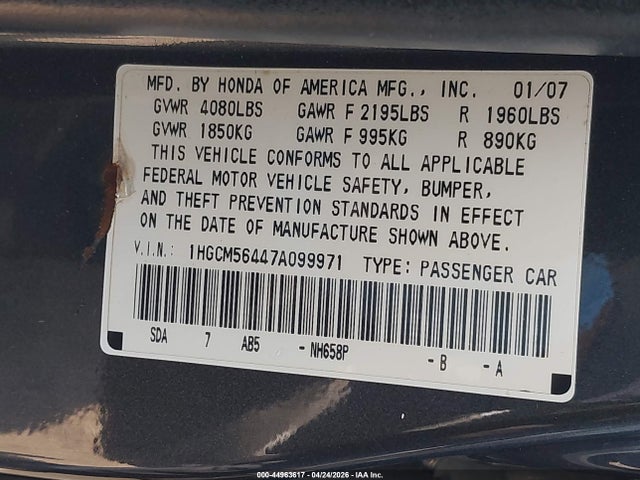 MFD. BY HONDA OF AMERICA MFG., INC. 01/07
GVWR 4080LBS GAWR F 2195LBS R 1960LBS
GVWR 1850KG GAWR F 995KG R 890KG
THIS VEHICLE CONFORMS TO ALL APPLICABLE
FEDERAL MOTOR VEHICLE SAFETY, BUMPER,
AND THEFT PREVENTION STANDARDS IN EFFECT
ON THE DATE OF MANUFACTURE SHOWN ABOVE.
V.I.N.: 1HGCM56447A099971 TYPE: PASSENGER CAR
SDA 7 AB5 - NH658P - B - A
000-44963617 - 04/24/2026 - IAA Inc.